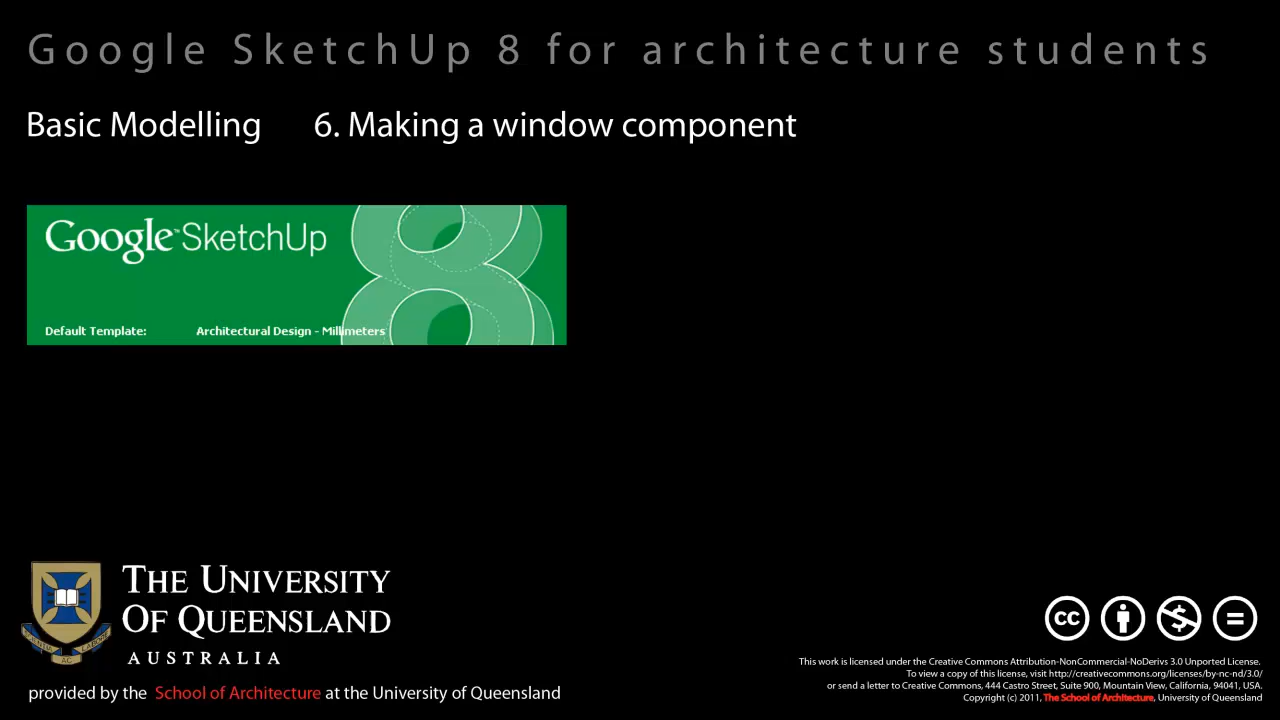 Google SketchUp 8 for architecture students
Basic Modelling 6. Making a window component
Google™ SketchUp 8
Default Template: Architectural Design - Millimeters
THE UNIVERSITY
OF QUEENSLAND
AUSTRALIA
provided by the School of Architecture at the University of Queensland
cc $ =
This work is licensed under the Creative Commons Attribution-NonCommercial-NoDerivs 3.0 Unported License.
To view a copy of this license, visit http://creativecommons.org/licenses/by-nc-nd/3.0/
or send a letter to Creative Commons, 444 Castro Street, Suite 900, Mountain View, California, 94041, USA.
Copyright (c) 2011, The School of Architecture, University of Queensland